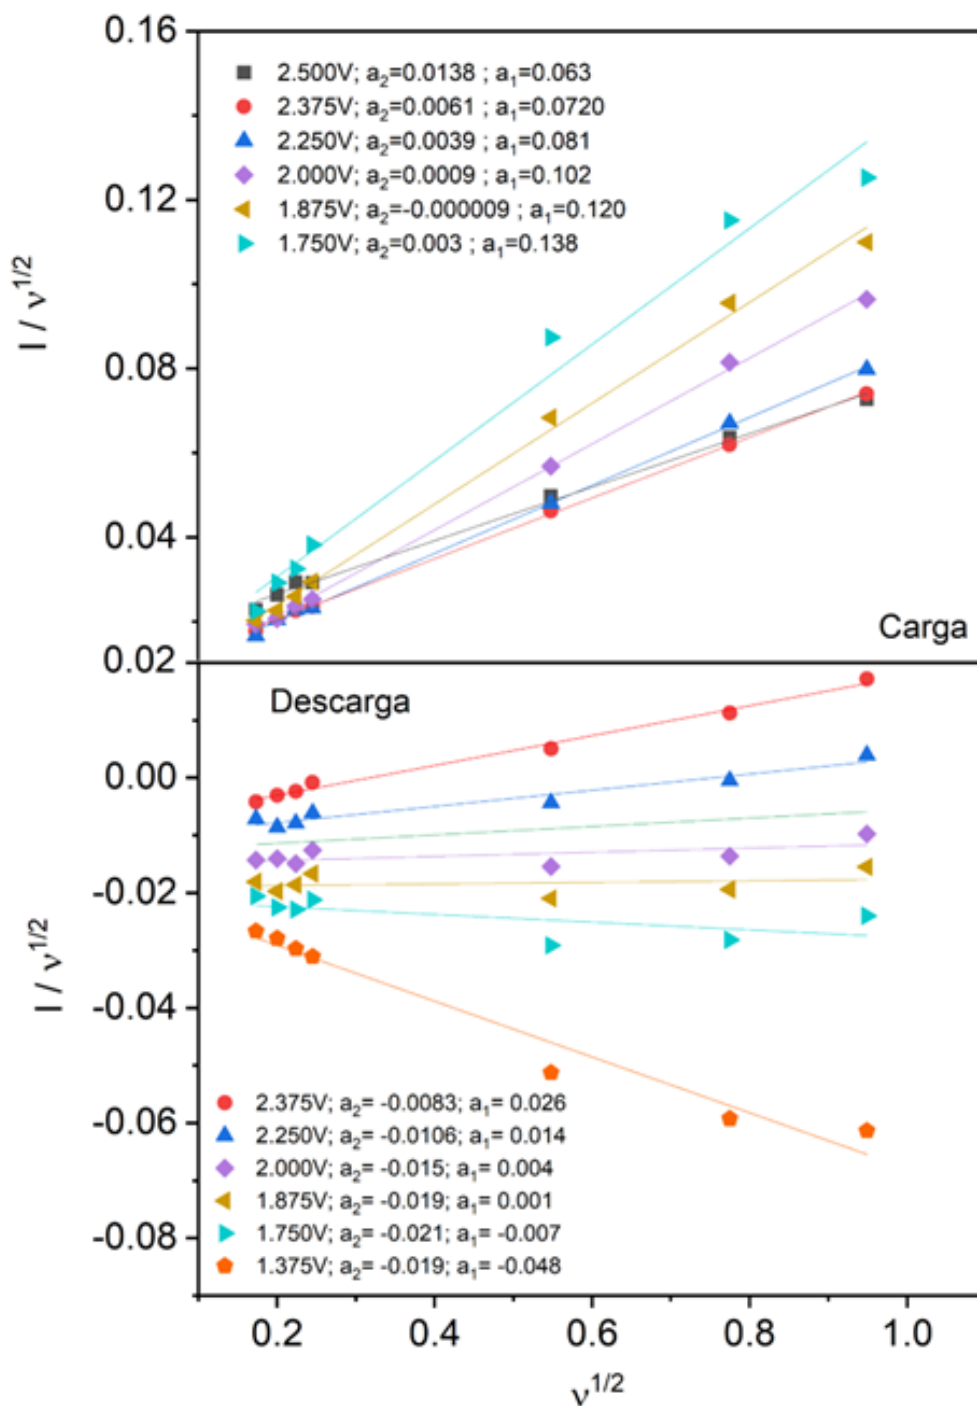 0.16
2.500V; a₂=0.0138 ; a₁=0.063
2.375V; a₂=0.0061 ; a₁=0.0720
2.250V; a₂=0.0039 ; a₁=0.081
2.000V; a₂=0.0009 ; a₁=0.102
1.875V; a₂=-0.000009 ; a₁=0.120
1.750V; a₂=0.003 ; a₁=0.138
0.12
I / ν^1/2
0.08
0.04
Carga
0.02
Descarga
0.00
-0.02
I / ν^1/2
-0.04
-0.06
-0.08
2.375V; a₂= -0.0083; a₁= 0.026
2.250V; a₂= -0.0106; a₁= 0.014
2.000V; a₂= -0.015; a₁= 0.004
1.875V; a₂= -0.019; a₁= 0.001
1.750V; a₂= -0.021; a₁= -0.007
1.375V; a₂= -0.019; a₁= -0.048
0.2 0.4 0.6 0.8 1.0
ν^1/2